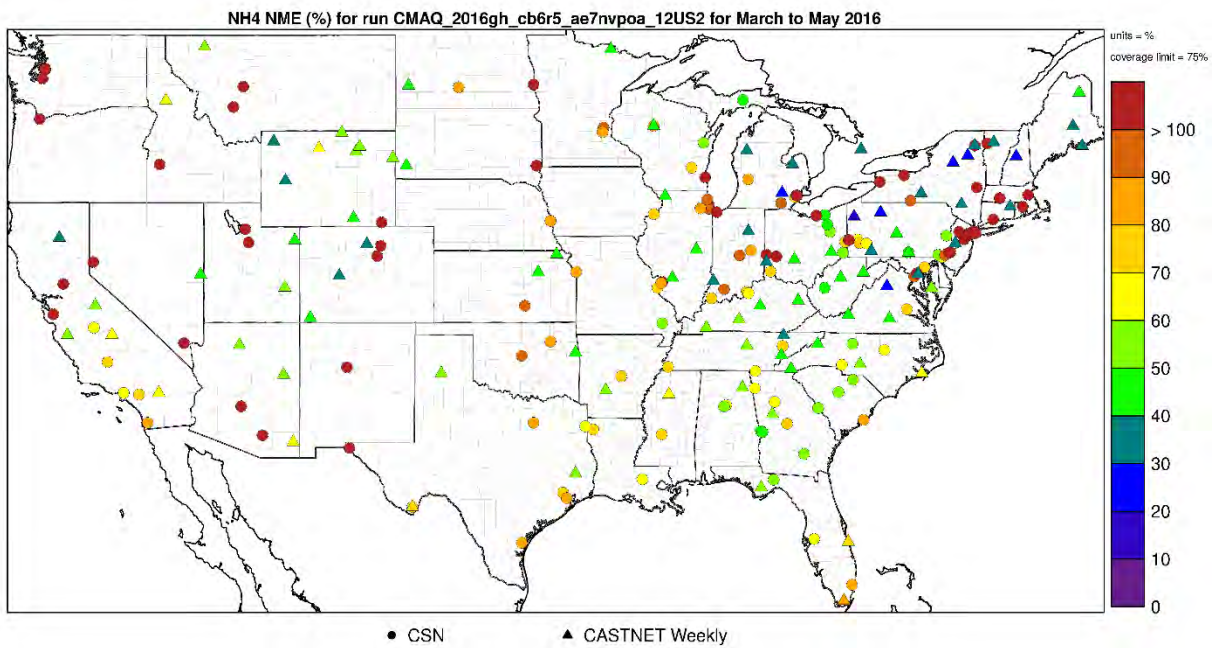 NH4 NME (%) for run CMAQ_2016gh_cb6r5_ae7nvpoa_12US2 for March to May 2016
units = %
coverage limit = 75%
> 100
90
80
70
60
50
40
30
20
10
0
CSN
CASTNET Weekly